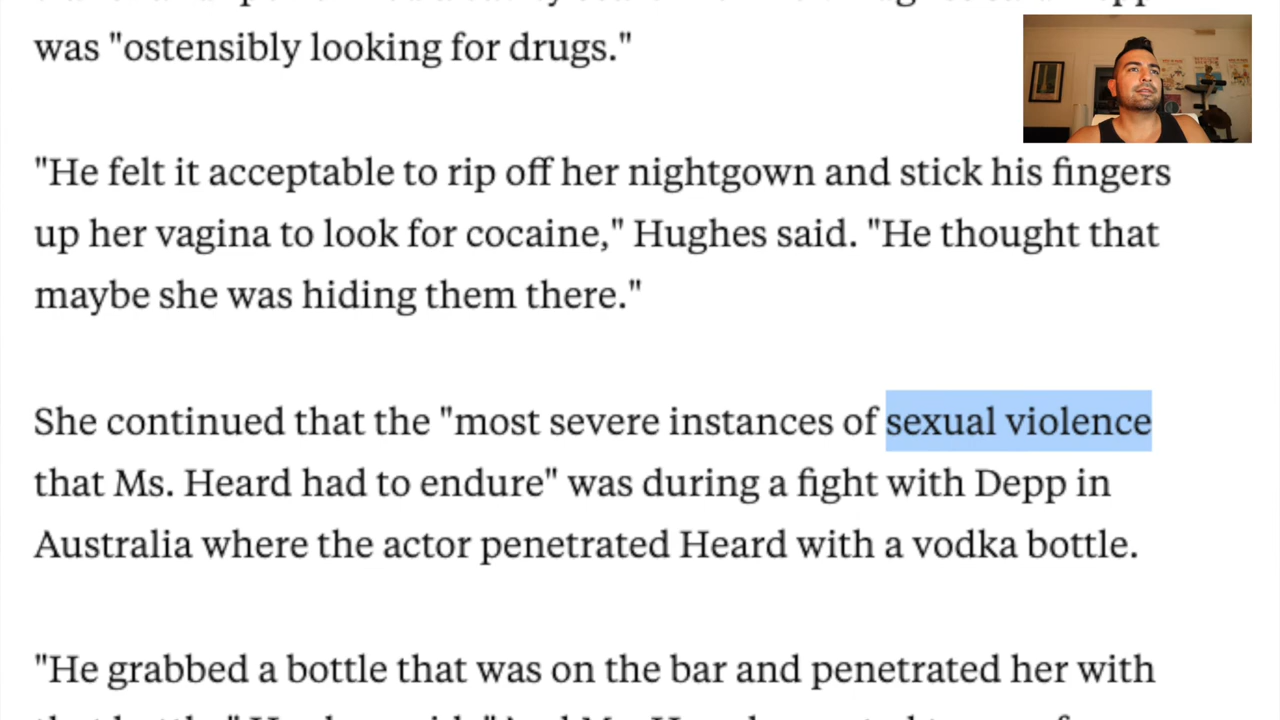 was "ostensibly looking for drugs."
"He felt it acceptable to rip off her nightgown and stick his fingers
up her vagina to look for cocaine," Hughes said. "He thought that
maybe she was hiding them there."
She continued that the "most severe instances of sexual violence
that Ms. Heard had to endure" was during a fight with Depp in
Australia where the actor penetrated Heard with a vodka bottle.
"He grabbed a bottle that was on the bar and penetrated her with